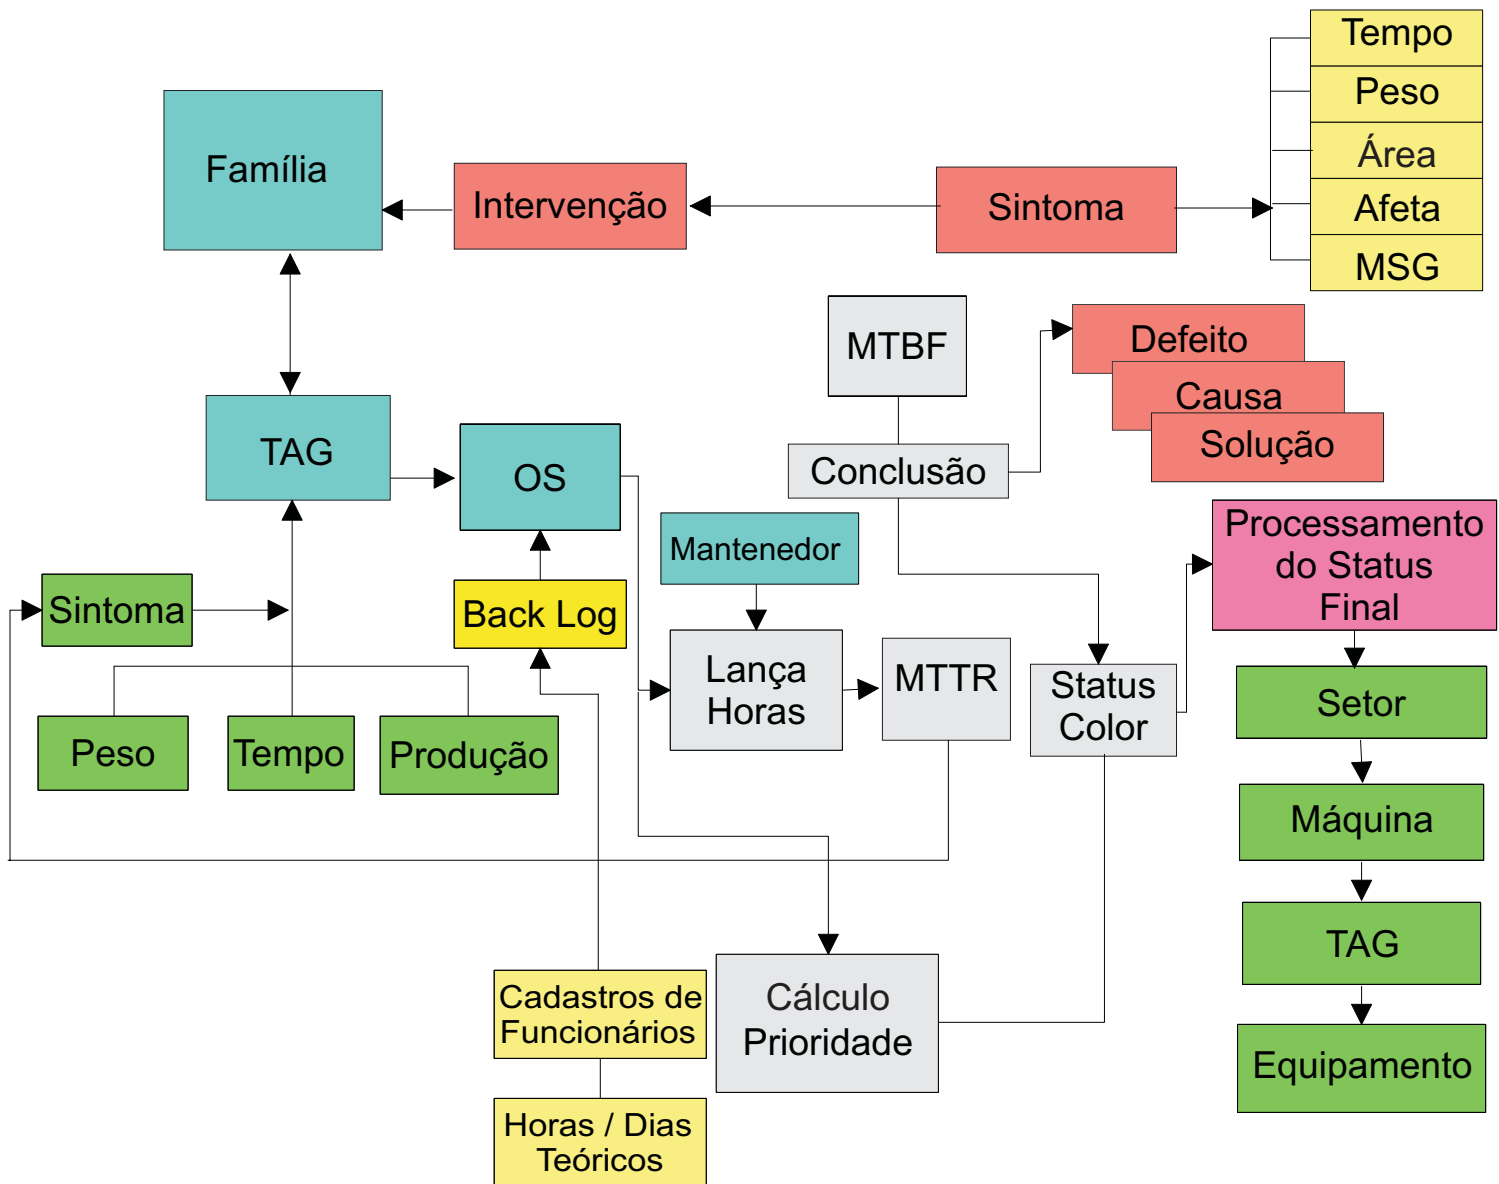 Tempo
Peso
Área
Afeta
MSG
Família
Intervenção
Sintoma
MTBF
Defeito
Causa
Solução
TAG
OS
Conclusão
Mantenedor
Processamento
do Status
Final
Sintoma
Back Log
Lança
Horas
MTTR
Status
Color
Setor
Peso
Tempo
Produção
Máquina
TAG
Cadastros de
Funcionários
Cálculo
Prioridade
Equipamento
Horas / Dias
Teóricos